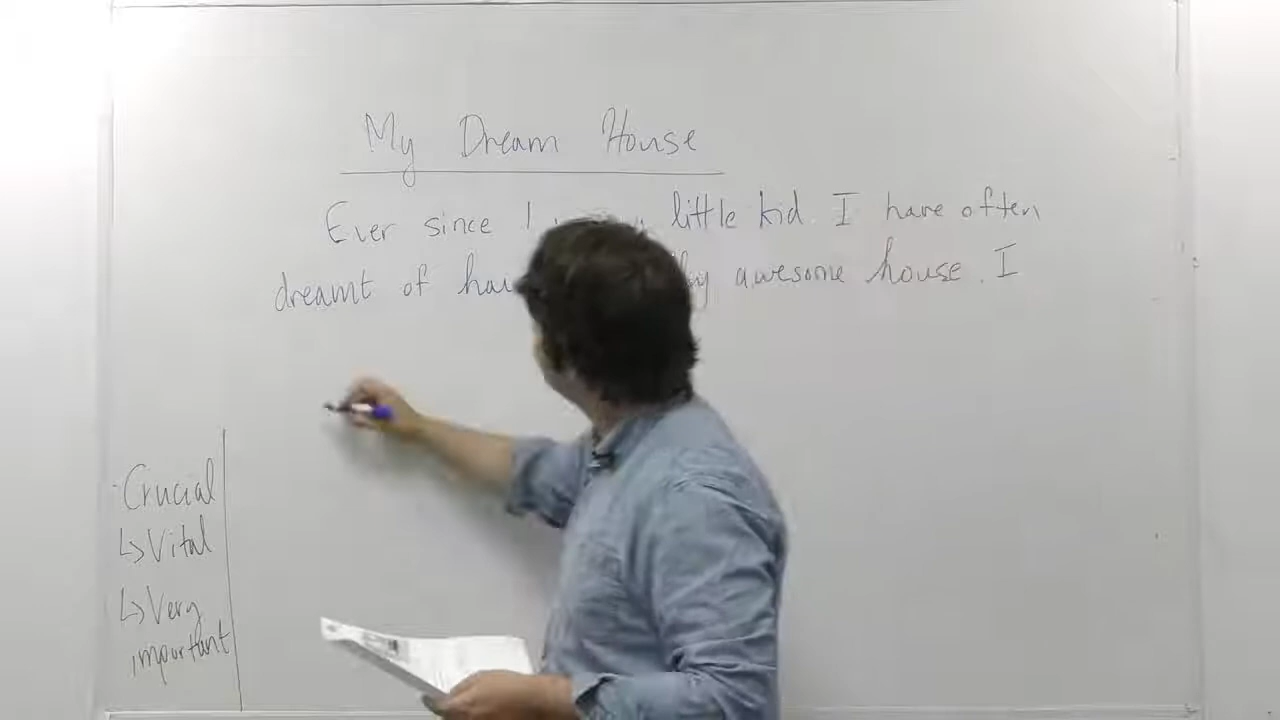 My Dream House
Ever since I little kid. I have often
dreamt of awesome house. I
Crucial
↳ Vital
↳ Very
important